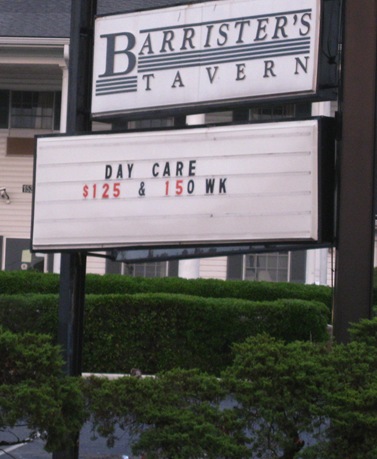 BARRISTER'S
TAVERN
DAY CARE
$125 & 150 WK